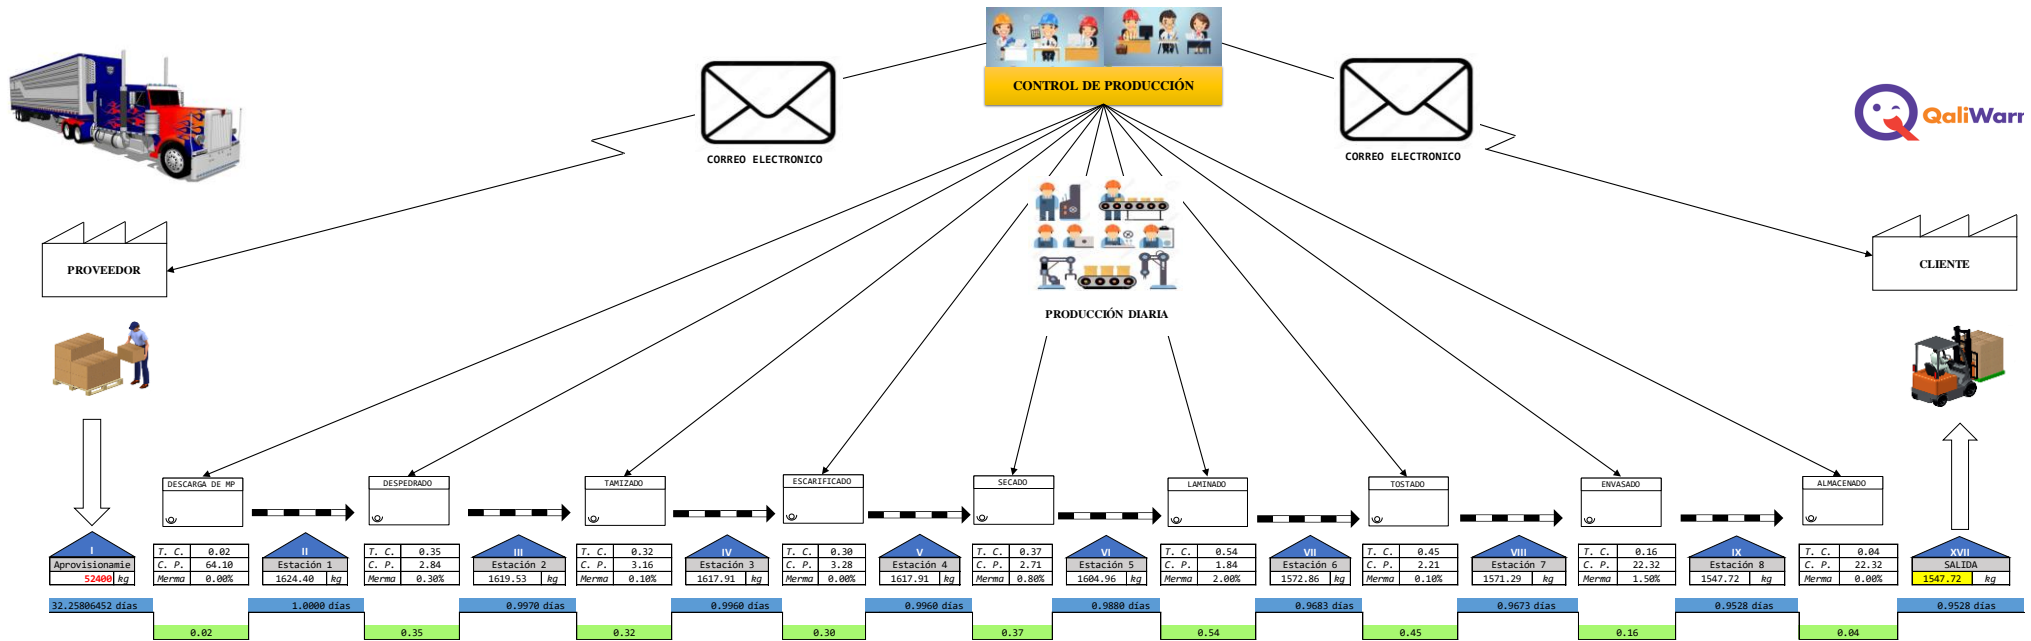 CONTROL DE PRODUCCIÓN
CORREO ELECTRONICO
CORREO ELECTRONICO
QaliWarr
PROVEEDOR
CLIENTE
PRODUCCIÓN DIARIA
DESCARGA DE MP
DESPEDRADO
TAMIZADO
ESCARIFICADO
SECADO
LAMINADO
TOSTADO
ENVASADO
ALMACENADO
I
Aprovisionamie
52400 kg
T. C. 0.02
C. P. 64.10
Merma 0.00%
II
Estación 1
1624.40 kg
T. C. 0.35
C. P. 2.84
Merma 0.30%
III
Estación 2
1619.53 kg
T. C. 0.32
C. P. 3.16
Merma 0.10%
IV
Estación 3
1617.91 kg
T. C. 0.30
C. P. 3.28
Merma 0.00%
V
Estación 4
1617.91 kg
T. C. 0.37
C. P. 2.71
Merma 0.80%
VI
Estación 5
1604.96 kg
T. C. 0.54
C. P. 1.84
Merma 2.00%
VII
Estación 6
1572.86 kg
T. C. 0.45
C. P. 2.21
Merma 0.10%
VIII
Estación 7
1571.29 kg
T. C. 0.16
C. P. 22.32
Merma 1.50%
IX
Estación 8
1547.72 kg
T. C. 0.04
C. P. 22.32
Merma 0.00%
XVII
SALIDA
1547.72 kg
32.25806452 días
1.0000 días
0.9970 días
0.9960 días
0.9960 días
0.9880 días
0.9683 días
0.9673 días
0.9528 días
0.9528 días
0.02
0.35
0.32
0.30
0.37
0.54
0.45
0.16
0.04